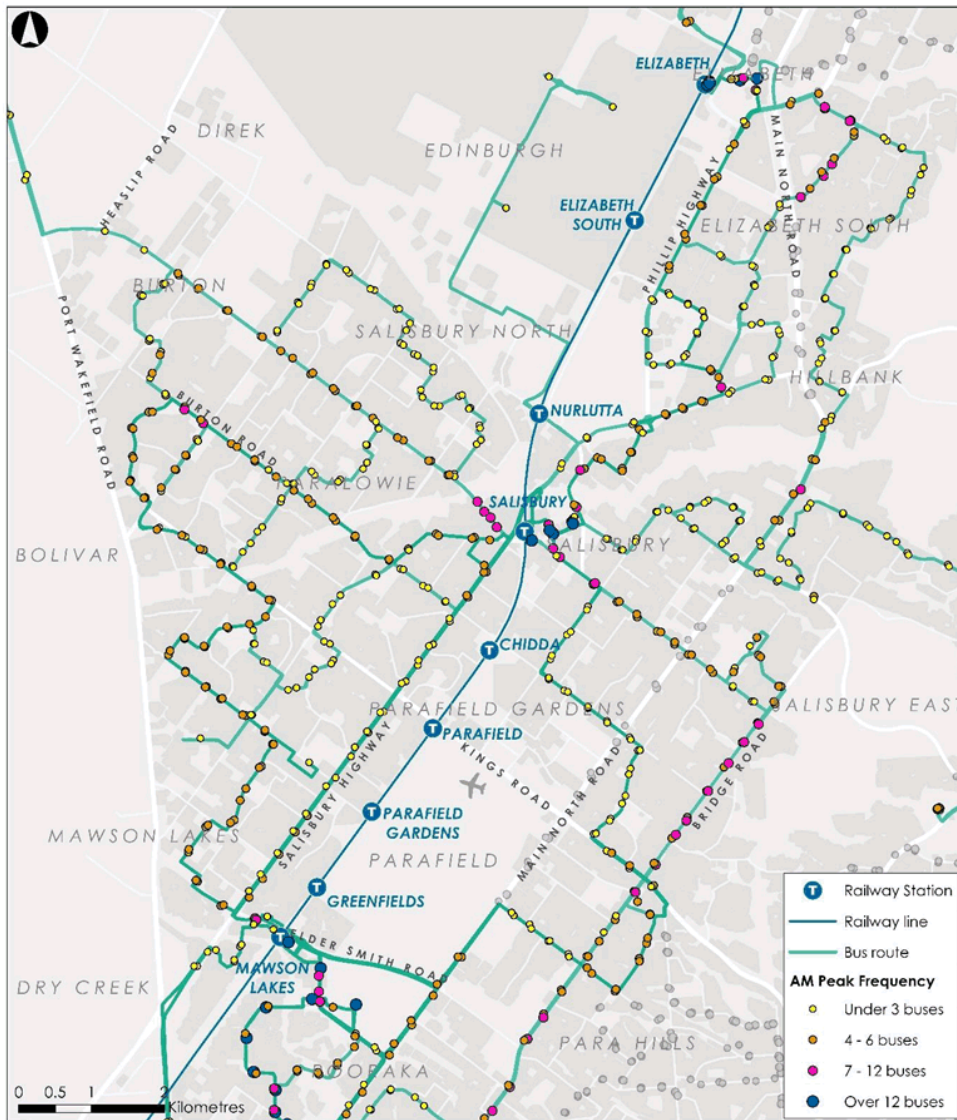 ELIZABETH
ELIZABETH
DIREK
HEASLIP ROAD
EDINBURGH
MAIN NORTH ROAD
PHILLIP HIGHWAY
ELIZABETH
SOUTH
ELIZABETH SOUTH
BURTON
PORT WAKEFIELD ROAD
SALISBURY NORTH
HILLBANK
NURLUTTA
BURTON ROAD
PARALOWIE
SALISBURY
SALISBURY
BOLIVAR
CHIDDA
PARAFIELD GARDENS
SALISBURY EAST
PARAFIELD
KINGS ROAD
SALISBURY HIGHWAY
MAIN NORTH ROAD
BRIDGE ROAD
PARAFIELD
GARDENS
MAWSON LAKES
PARAFIELD
GREENFIELDS
ELDER SMITH ROAD
MAWSON
LAKES
DRY CREEK
PARA HILLS
POORAKA
T Railway Station
Railway line
Bus route
AM Peak Frequency
Under 3 buses
4 - 6 buses
7 - 12 buses
Over 12 buses
0 0.5 1 2
Kilometres